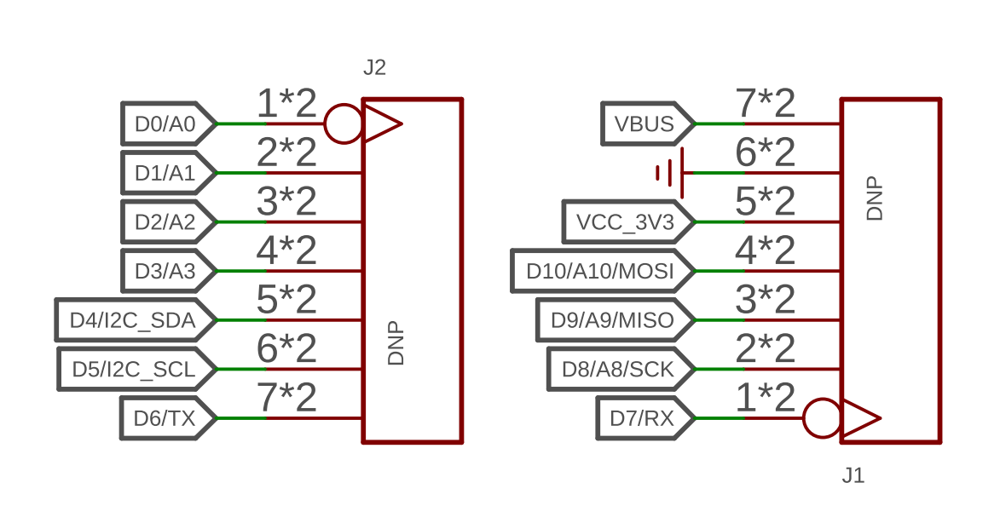 J2
D0/A0 1*2
D1/A1 2*2
D2/A2 3*2
D3/A3 4*2
D4/I2C_SDA 5*2
D5/I2C_SCL 6*2
D6/TX 7*2
DNP
VBUS 7*2
6*2
VCC_3V3 5*2
D10/A10/MOSI 4*2
D9/A9/MISO 3*2
D8/A8/SCK 2*2
D7/RX 1*2
DNP
J1